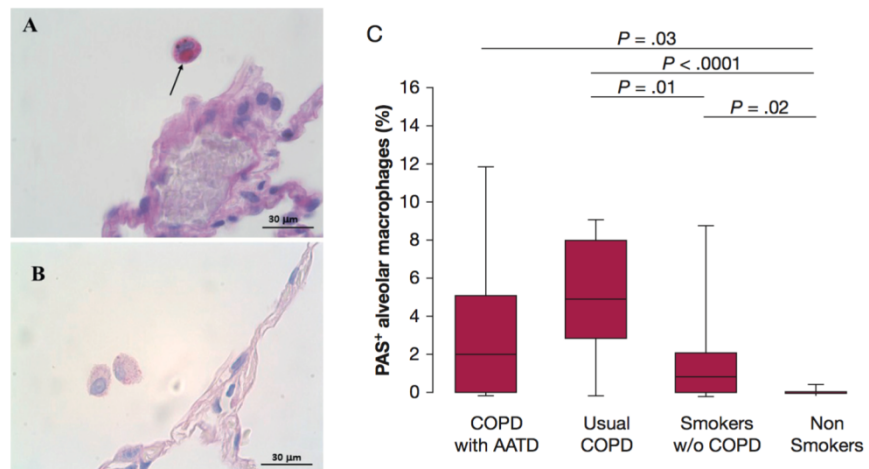 A
30 µm
B
30 µm
C
P = .03
P < .0001
P = .01
P = .02
PAS+ alveolar macrophages (%)
16
14
12
10
8
6
4
2
0
COPD
with AATD
Usual
COPD
Smokers
w/o COPD
Non
Smokers